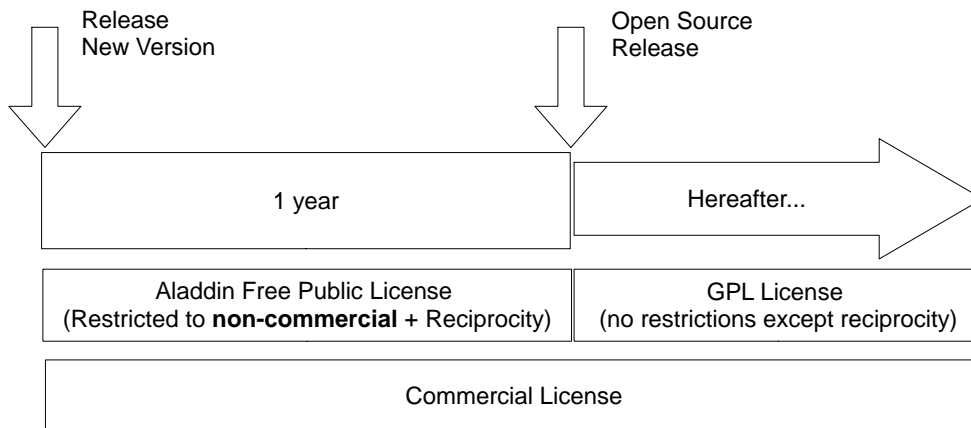 Release
New Version
Open Source
Release
1 year
Hereafter...
Aladdin Free Public License
(Restricted to non-commercial + Reciprocity)
GPL License
(no restrictions except reciprocity)
Commercial License